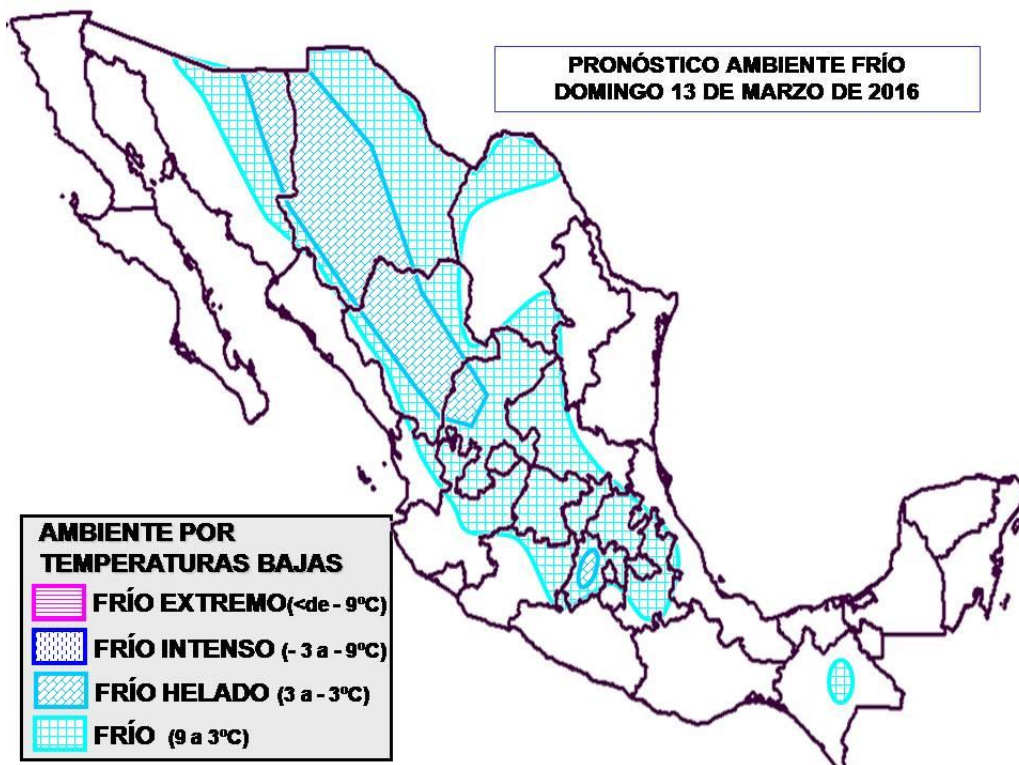 PRONÓSTICO AMBIENTE FRÍO
DOMINGO 13 DE MARZO DE 2016
AMBIENTE POR
TEMPERATURAS BAJAS
FRÍO EXTREMO(<de - 9ºC)
FRÍO INTENSO (- 3 a - 9ºC)
FRÍO HELADO (3 a - 3ºC)
FRÍO (9 a 3ºC)